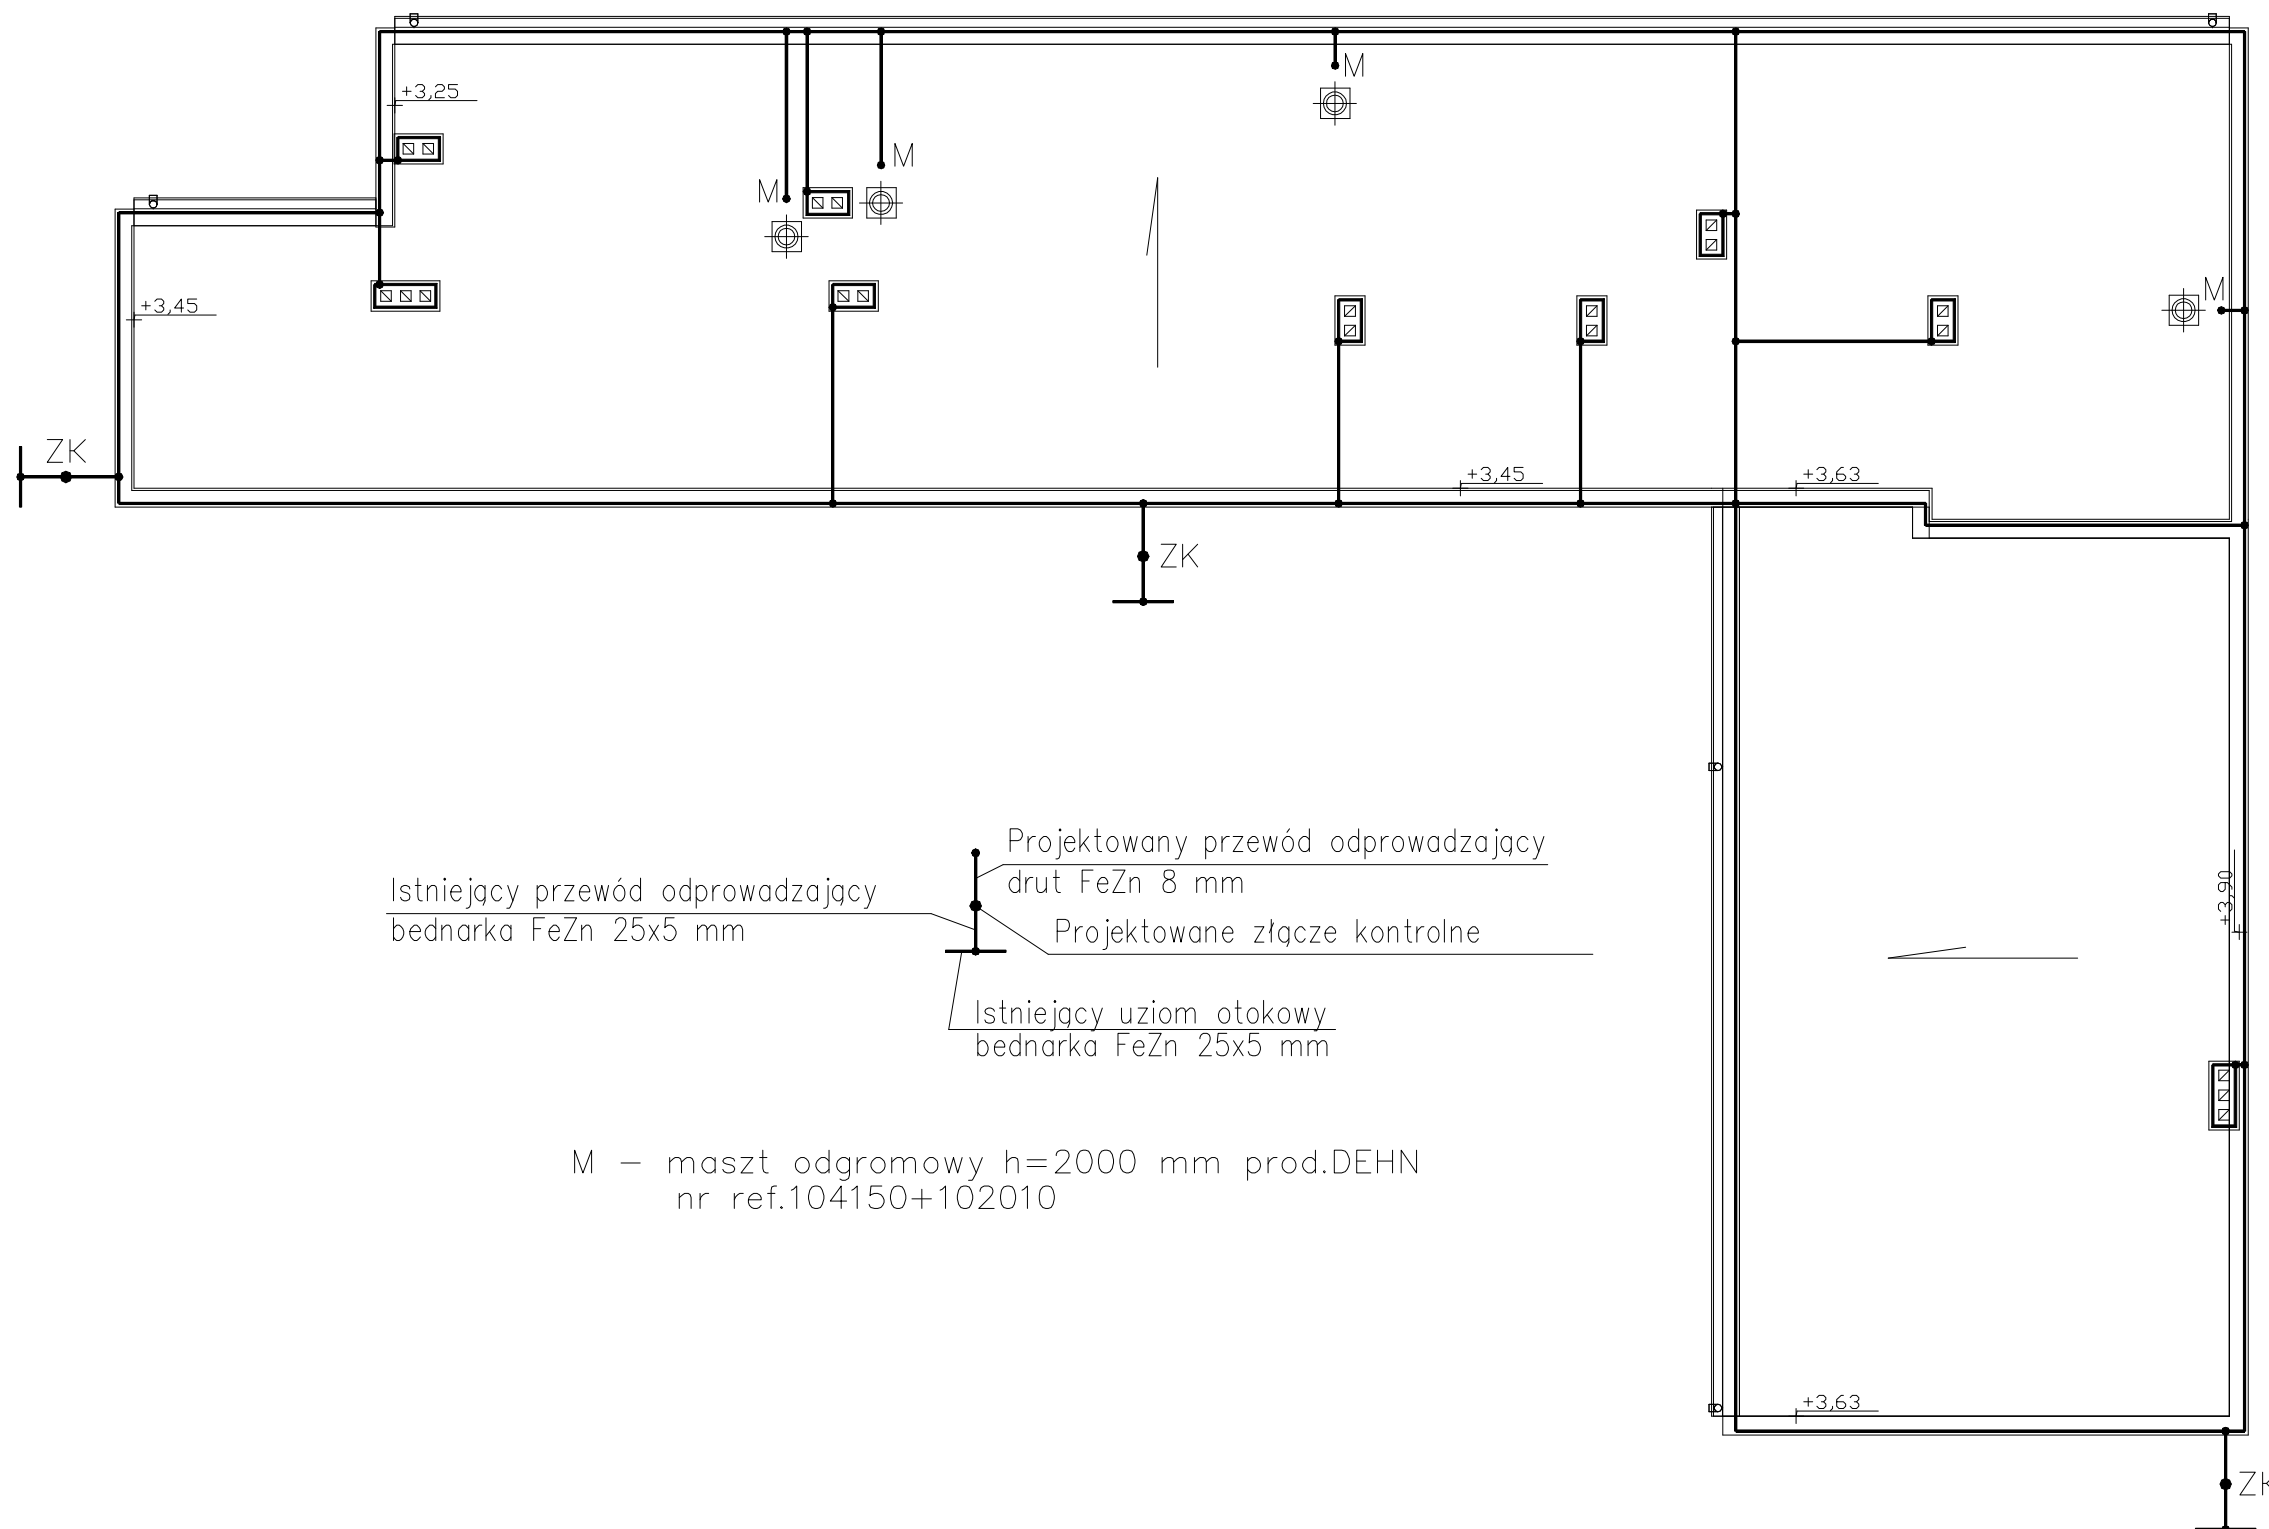 M
+3,25
M
M
M
+3,45
ZK
+3,45
+3,63
ZK
Projektowany przewód odprowadzający
drut FeZn 8 mm
Istniejący przewód odprowadzający
bednarka FeZn 25x5 mm
Projektowane złącze kontrolne
+3,90
Istniejący uziom otokowy
bednarka FeZn 25x5 mm
M – maszt odgromowy h=2000 mm prod.DEHN
nr ref.104150+102010
+3,63
ZK